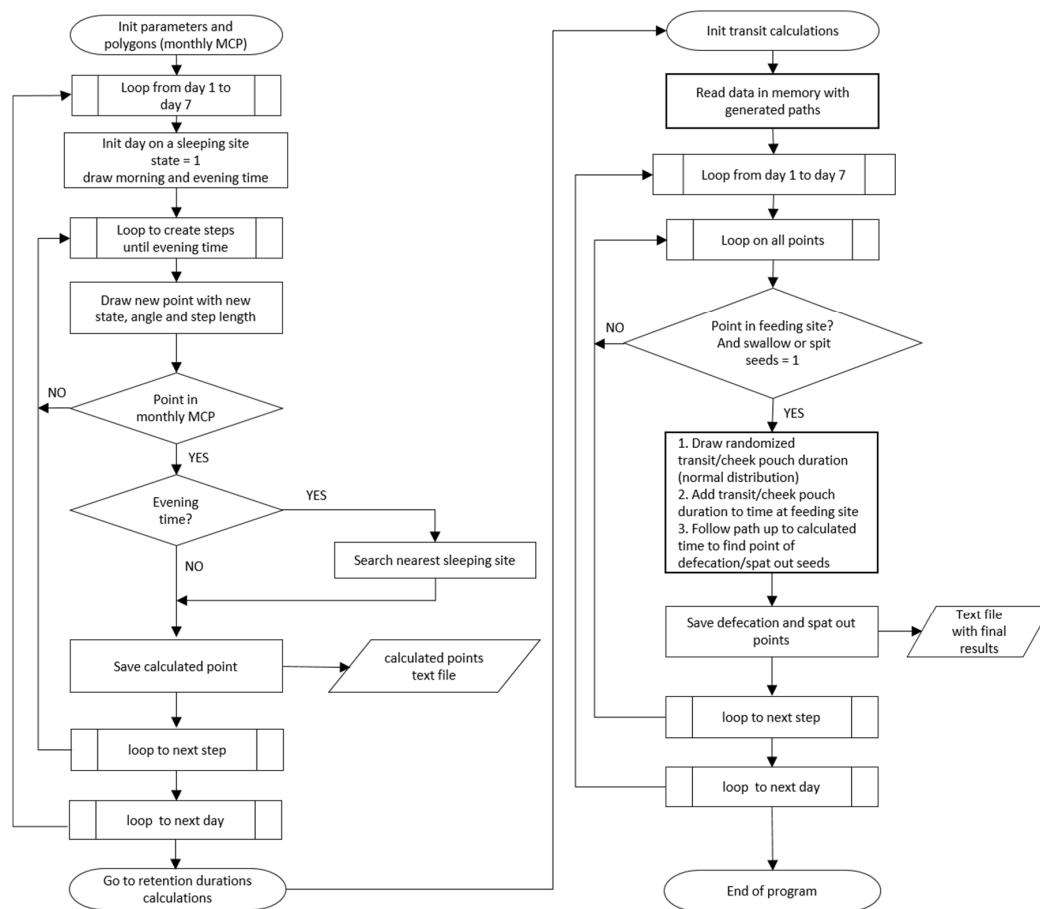 Init parameters and
polygons (monthly MCP)
Loop from day 1 to
day 7
Init day on a sleeping site
state = 1
draw morning and evening time
Loop to create steps
until evening time
Draw new point with new
state, angle and step length
NO
Point in
monthly MCP
YES
Evening
time?
YES
Search nearest sleeping site
NO
Save calculated point
calculated points
text file
loop to next step
loop to next day
Go to retention durations
calculations
Init transit calculations
Read data in memory with
generated paths
Loop from day 1 to day 7
Loop on all points
NO
Point in feeding site?
And swallow or spit
seeds = 1
YES
1. Draw randomized
transit/cheek pouch duration
(normal distribution)
2. Add transit/cheek pouch
duration to time at feeding site
3. Follow path up to calculated
time to find point of
defecation/spat out seeds
Save defecation and spat out
points
Text file
with final
results
loop to next step
loop to next day
End of program